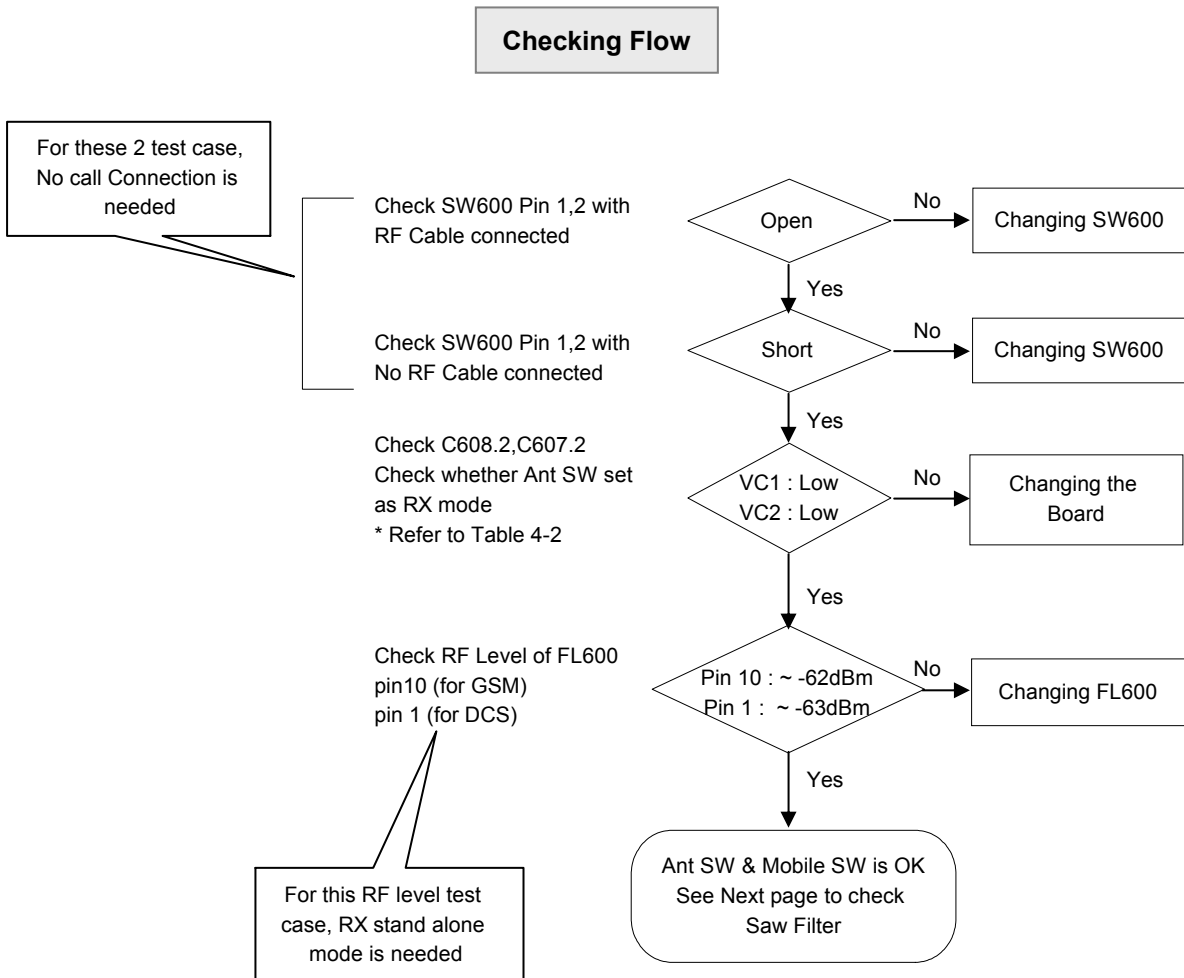 Checking Flow
For these 2 test case,
No call Connection is
needed
Check SW600 Pin 1,2 with
RF Cable connected
Open
No
Changing SW600
Yes
Check SW600 Pin 1,2 with
No RF Cable connected
Short
No
Changing SW600
Yes
Check C608.2,C607.2
Check whether Ant SW set
as RX mode
* Refer to Table 4-2
VC1 : Low
VC2 : Low
No
Changing the
Board
Yes
Check RF Level of FL600
pin10 (for GSM)
pin 1 (for DCS)
Pin 10 : ~ -62dBm
Pin 1 :  ~ -63dBm
No
Changing FL600
Yes
For this RF level test
case, RX stand alone
mode is needed
Ant SW & Mobile SW is OK
See Next page to check
Saw Filter